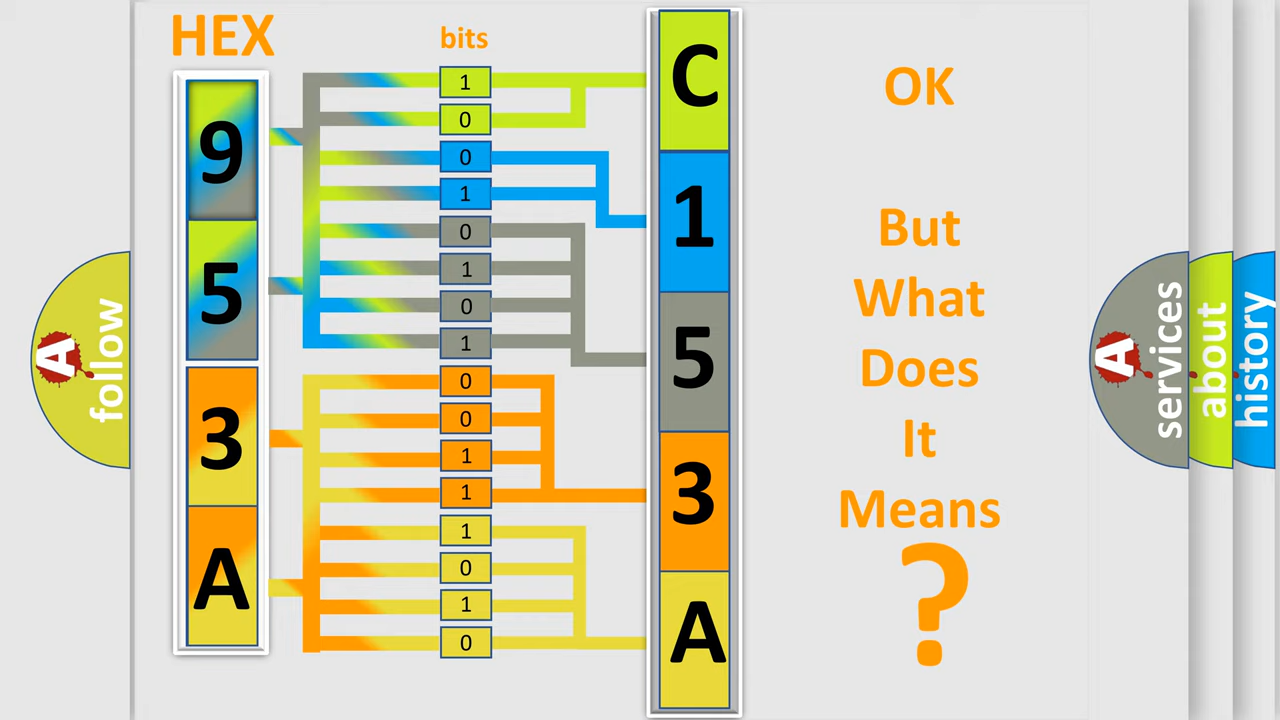 HEX
bits
9
5
3
A
1
0
0
1
0
1
0
1
0
0
1
1
1
0
1
0
C
1
5
3
A
OK
But
What
Does
It
Means
?
A
follow
A
services
about
history